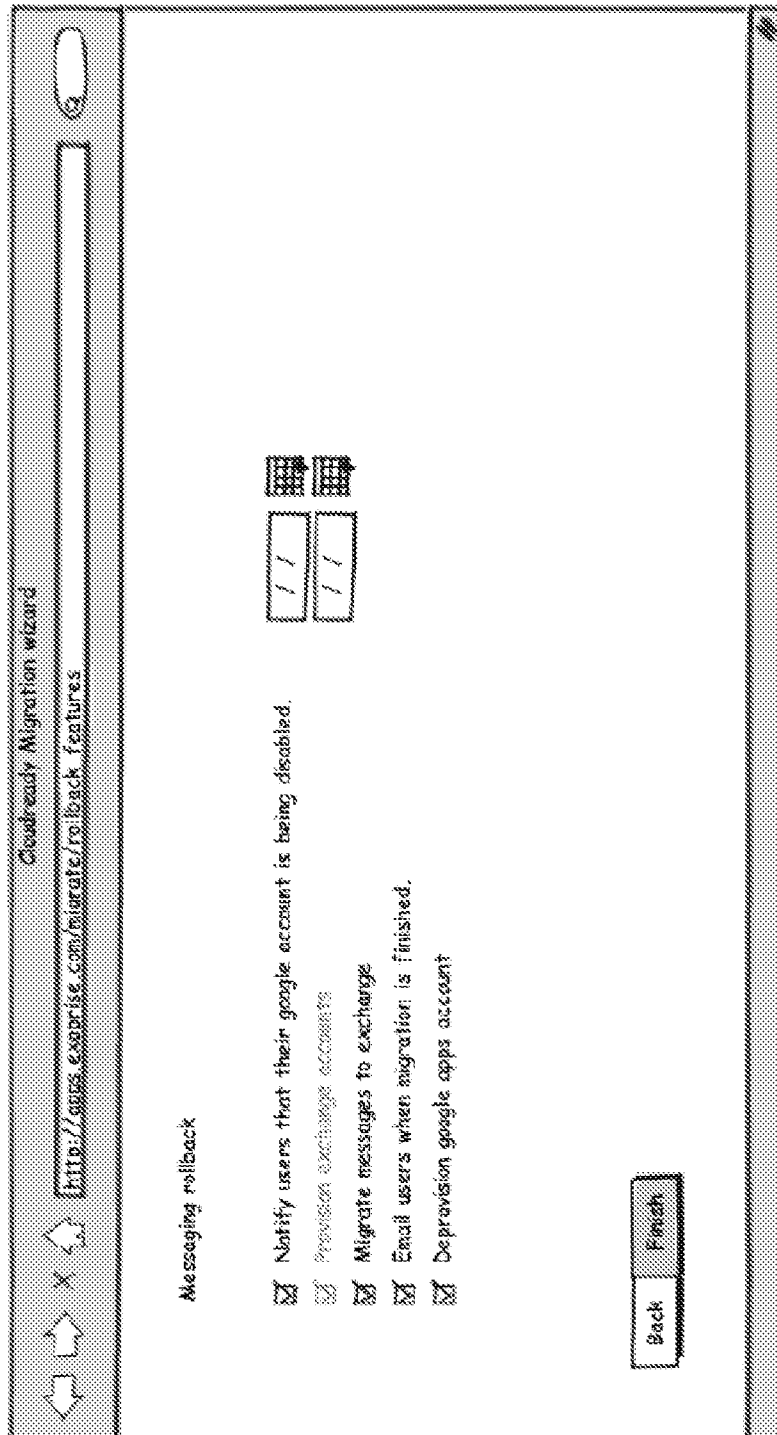 Cloudready Migration wizard
http://apps.exoprise.com/migrate/rollback_features
Messaging rollback
Notify users that their google account is being disabled.
/ /
Provision exchange accounts
/ /
Migrate messages to exchange
Email users when migration is finished.
Deprovision google apps account
Back
Finish